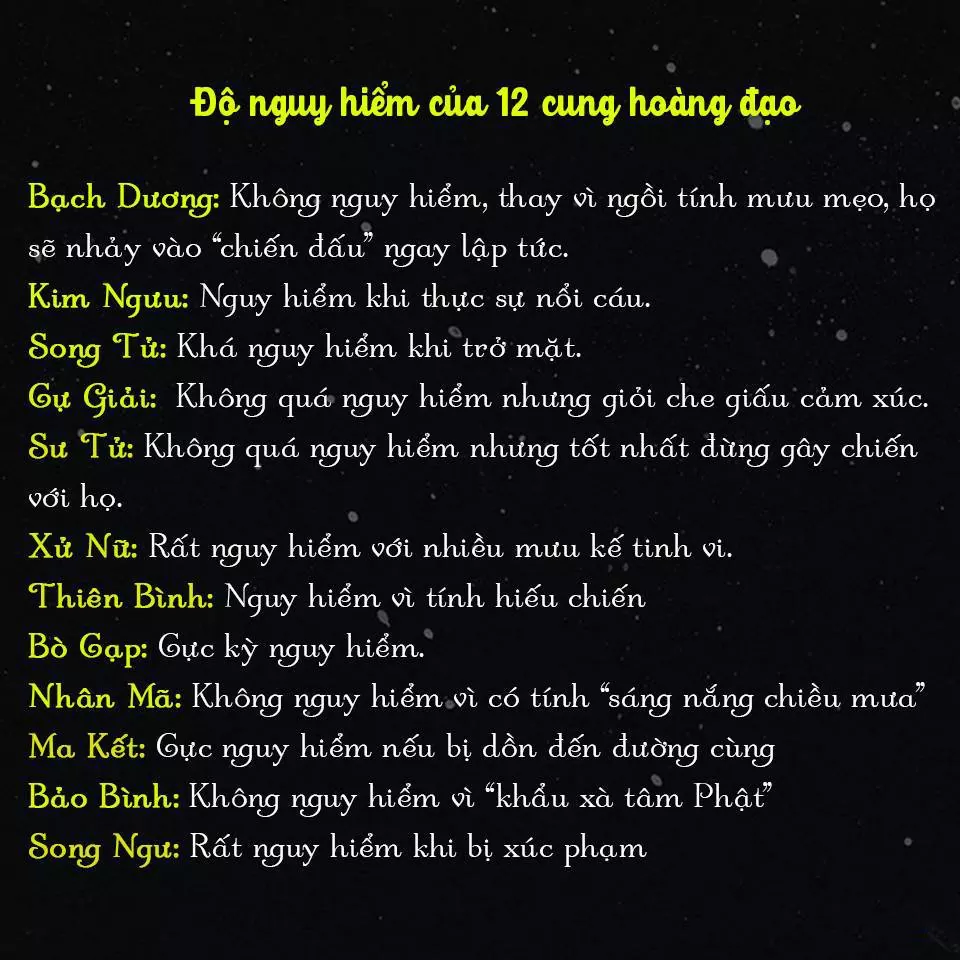 Độ nguy hiểm của 12 cung hoàng đạo
Bạch Dương: Không nguy hiểm, thay vì ngồi tính mưu mẹo, họ
sẽ nhảy vào “chiến đấu” ngay lập tức.
Kim Ngưu: Nguy hiểm khi thực sự nổi cáu.
Song Tử: Khá nguy hiểm khi trở mặt.
Cự Giải: Không quá nguy hiểm nhưng giỏi che giấu cảm xúc.
Sư Tử: Không quá nguy hiểm nhưng tốt nhất đừng gây chiến
với họ.
Xử Nữ: Rất nguy hiểm với nhiều mưu kế tinh vi.
Thiên Bình: Nguy hiểm vì tính hiếu chiến
Bò Cạp: Cực kỳ nguy hiểm.
Nhân Mã: Không nguy hiểm vì có tính “sáng nắng chiều mưa”
Ma Kết: Cực nguy hiểm nếu bị dồn đến đường cùng
Bảo Bình: Không nguy hiểm vì “khẩu xà tâm Phật”
Song Ngư: Rất nguy hiểm khi bị xúc phạm